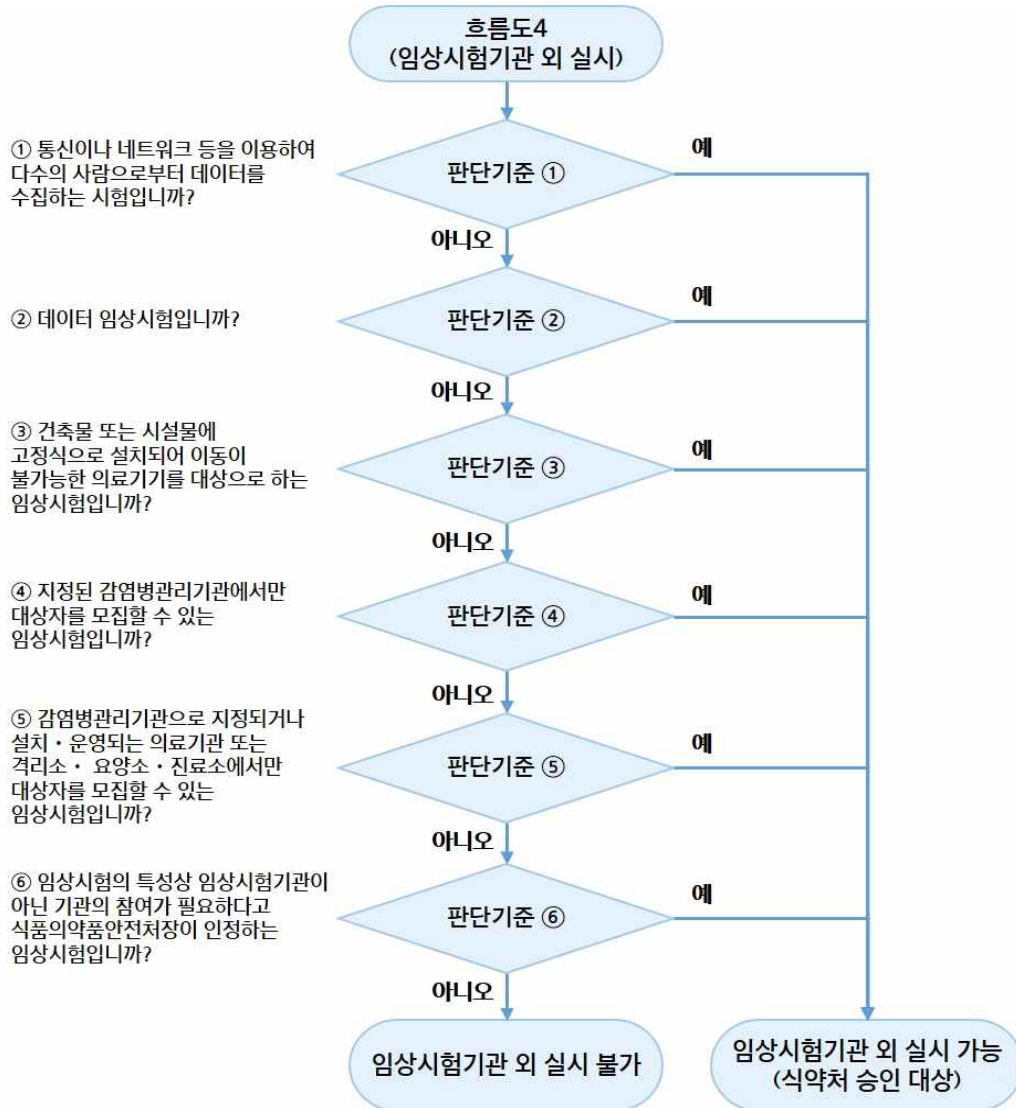 흐름도4
(임상시험기관 외 실시)
① 통신이나 네트워크 등을 이용하여
다수의 사람으로부터 데이터를
수집하는 시험입니까?
판단기준 ①
예
아니오
② 데이터 임상시험입니까?
판단기준 ②
예
아니오
③ 건축물 또는 시설물에
고정식으로 설치되어 이동이
불가능한 의료기기를 대상으로 하는
임상시험입니까?
판단기준 ③
예
아니오
④ 지정된 감염병관리기관에서만
대상자를 모집할 수 있는
임상시험입니까?
판단기준 ④
예
아니오
⑤ 감염병관리기관으로 지정되거나
설치・운영되는 의료기관 또는
격리소・ 요양소・진료소에서만
대상자를 모집할 수 있는
임상시험입니까?
판단기준 ⑤
예
아니오
⑥ 임상시험의 특성상 임상시험기관이
아닌 기관의 참여가 필요하다고
식품의약품안전처장이 인정하는
임상시험입니까?
판단기준 ⑥
예
아니오
임상시험기관 외 실시 불가
임상시험기관 외 실시 가능
(식약처 승인 대상)